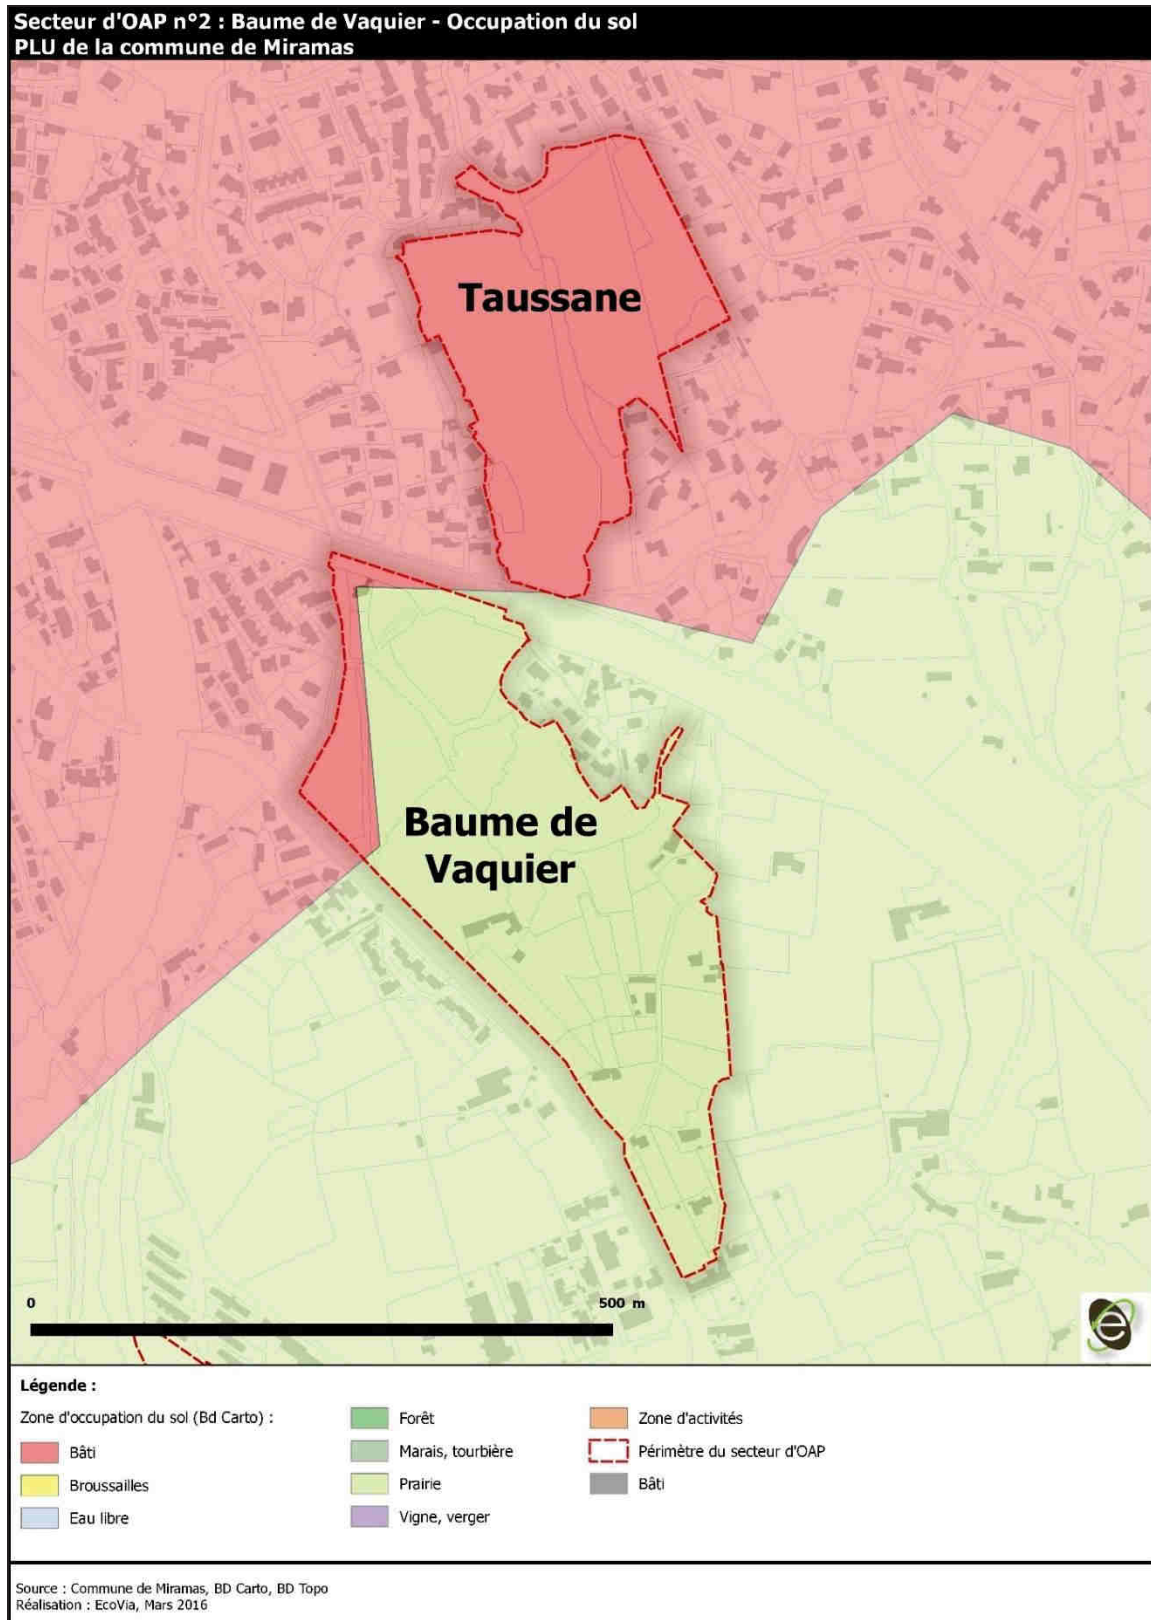 Secteur d'OAP n°2 : Baume de Vaquier - Occupation du sol
PLU de la commune de Miramas
Taussane
Baume de
Vaquier
0
500 m
e
Légende :
Zone d'occupation du sol (Bd Carto) :
Bâti
Broussailles
Eau libre
Forêt
Marais, tourbière
Prairie
Vigne, verger
Zone d'activités
Périmètre du secteur d'OAP
Bâti
Source : Commune de Miramas, BD Carto, BD Topo
Réalisation : EcoVia, Mars 2016